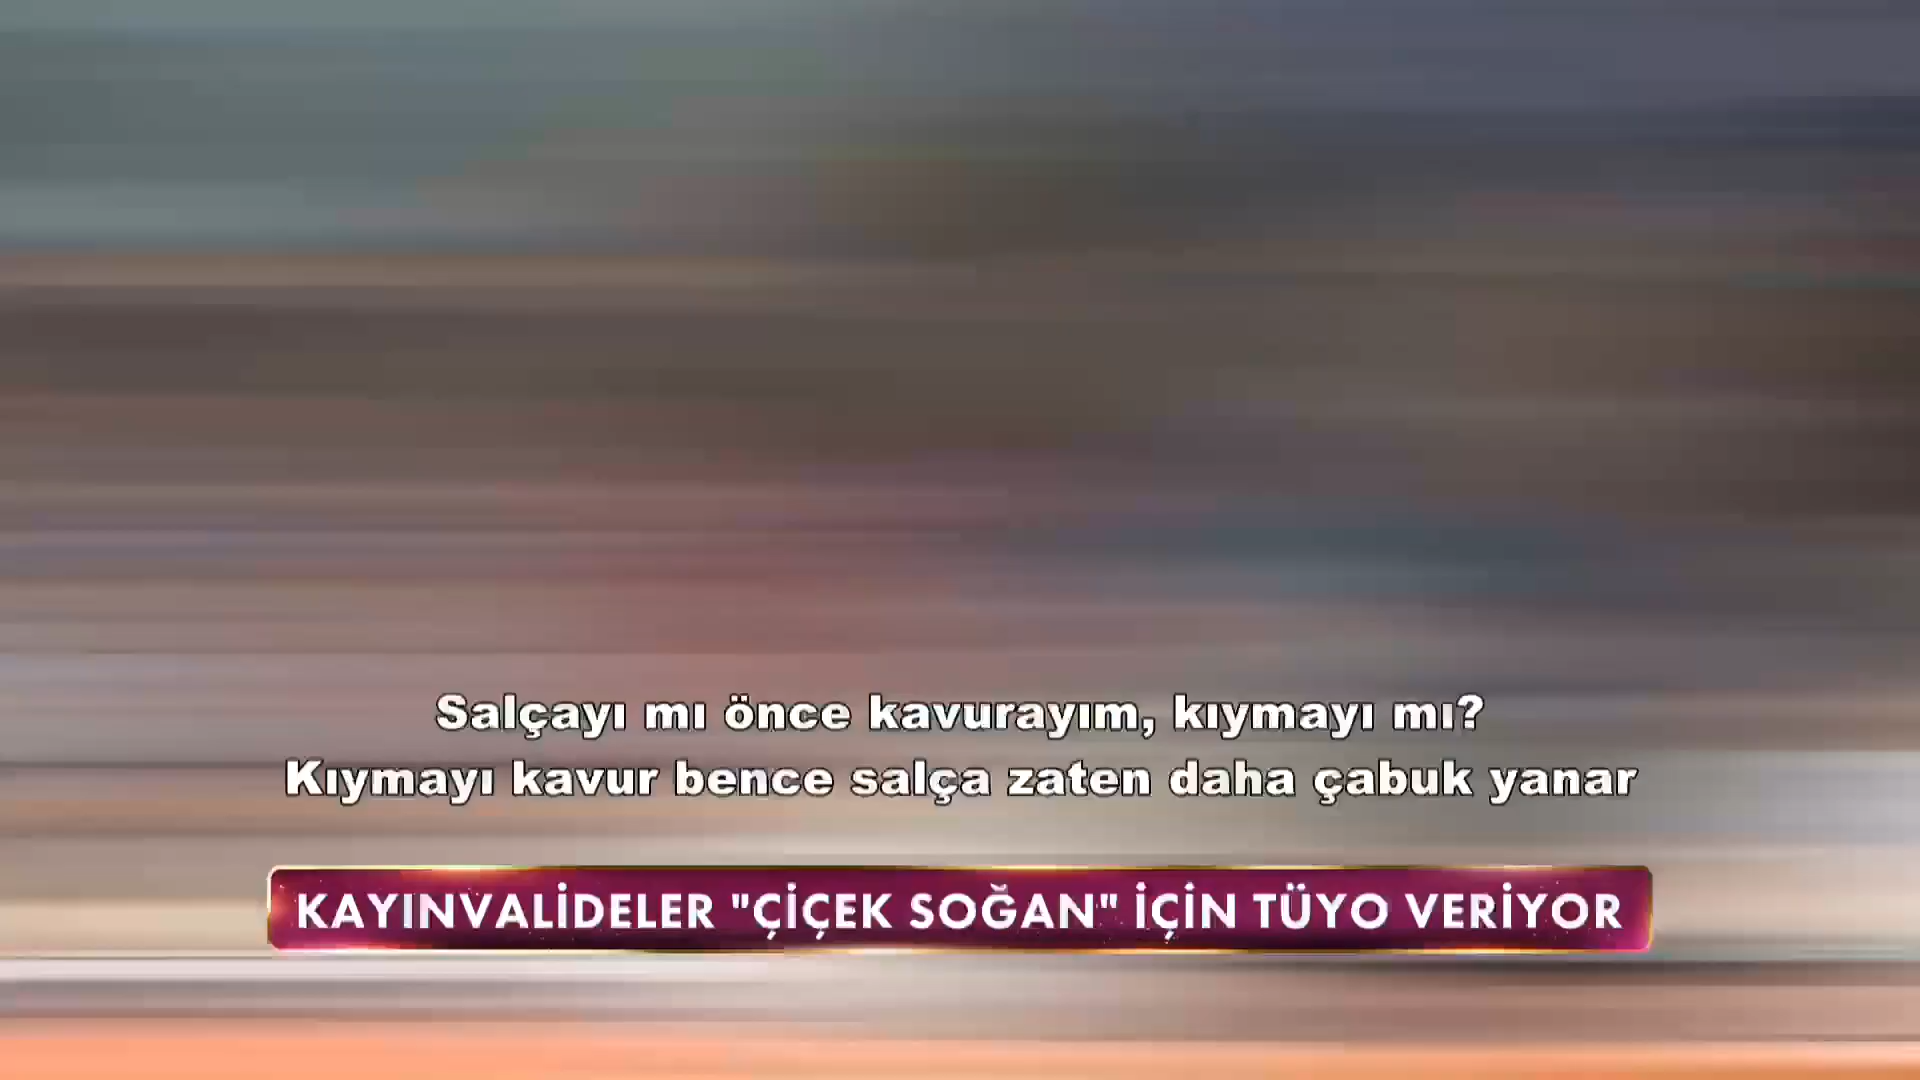 Salçayı mı önce kavurayım, kıymayı mı?
Kıymayı kavur bence salça zaten daha çabuk yanar
KAYINVALİDELER "ÇİÇEK SOĞAN" İÇİN TÜYO VERİYOR